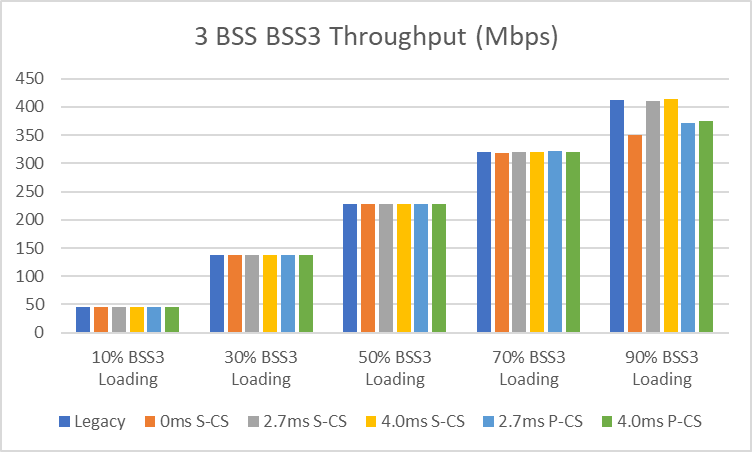 3 BSS BSS3 Throughput (Mbps)
450
400
350
300
250
200
150
100
50
0
10% BSS3
Loading
30% BSS3
Loading
50% BSS3
Loading
70% BSS3
Loading
90% BSS3
Loading
Legacy 0ms S-CS 2.7ms S-CS 4.0ms S-CS 2.7ms P-CS 4.0ms P-CS